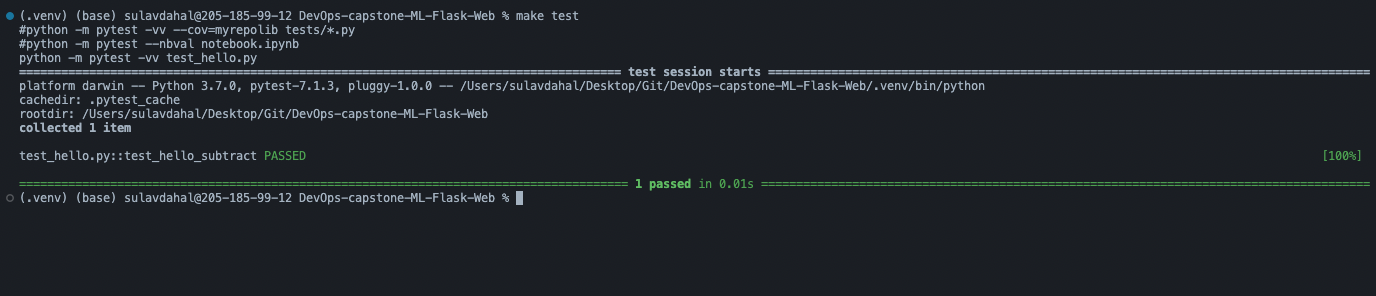 (.venv) (base) sulavdahal@205-185-99-12 DevOps-capstone-ML-Flask-Web % make test
#python -m pytest -vv --cov=myrepolib tests/*.py
#python -m pytest --nbval notebook.ipynb
python -m pytest -vv test_hello.py
test session starts
platform darwin -- Python 3.7.0, pytest-7.1.3, pluggy-1.0.0 -- /Users/sulavdahal/Desktop/Git/DevOps-capstone-ML-Flask-Web/.venv/bin/python
cachedir: .pytest_cache
rootdir: /Users/sulavdahal/Desktop/Git/DevOps-capstone-ML-Flask-Web
collected 1 item
test_hello.py::test_hello_subtract PASSED [100%]
1 passed in 0.01s
(.venv) (base) sulavdahal@205-185-99-12 DevOps-capstone-ML-Flask-Web %